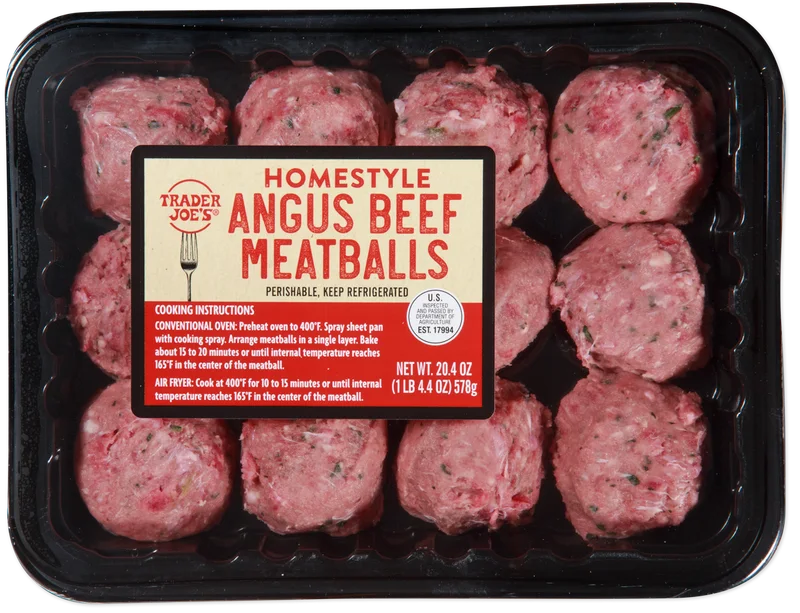 HOMESTYLE
TRADER
JOE'S®
ANGUS BEEF
MEATBALLS
PERISHABLE, KEEP REFRIGERATED
COOKING INSTRUCTIONS
CONVENTIONAL OVEN: Preheat oven to 400°F. Spray sheet pan
with cooking spray. Arrange meatballs in a single layer. Bake
about 15 to 20 minutes or until internal temperature reaches
165°F in the center of the meatball.
AIR FRYER: Cook at 400°F for 10 to 15 minutes or until internal
temperature reaches 165°F in the center of the meatball.
U.S.
INSPECTED
AND PASSED BY
DEPARTMENT OF
AGRICULTURE
EST. 17994
NET WT. 20.4 OZ
(1 LB 4.4 OZ) 578g